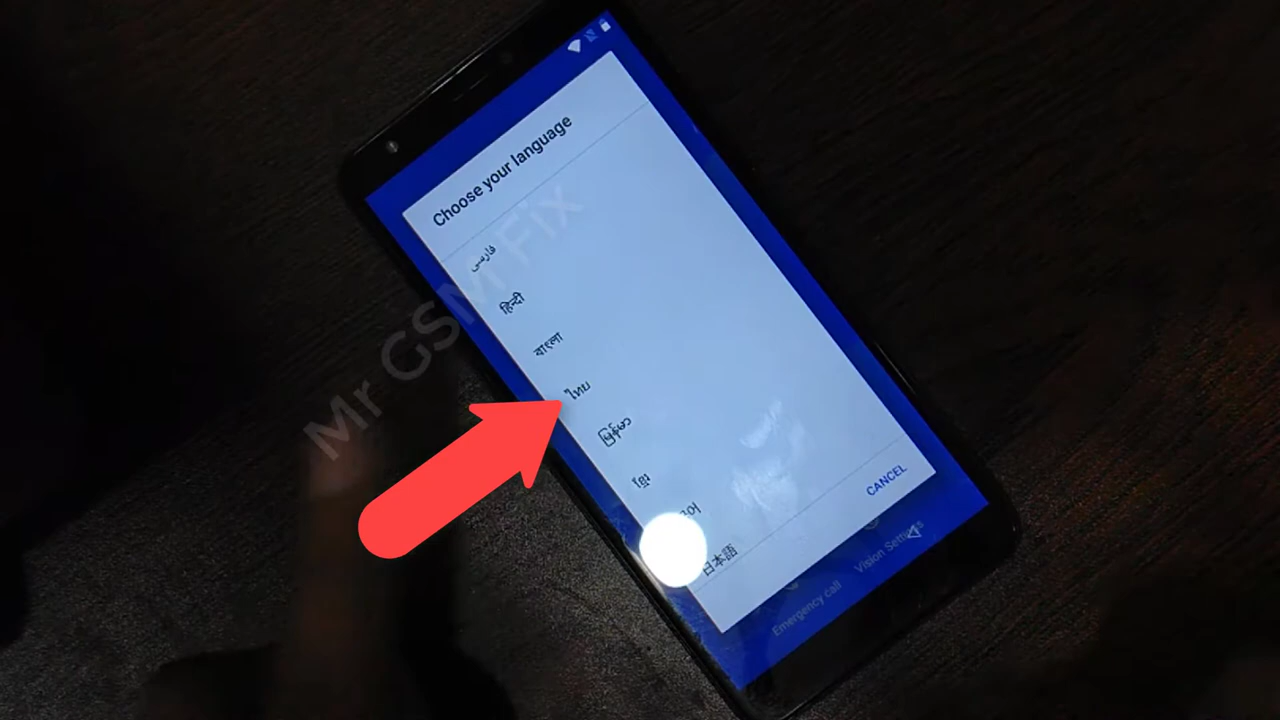 Choose your language
فارسی
हिन्दी
বাংলা
ไทย
မြန်မာ
ខ្មែរ
日本語
CANCEL
Emergency call
Vision Settings
Mr GSM Fix